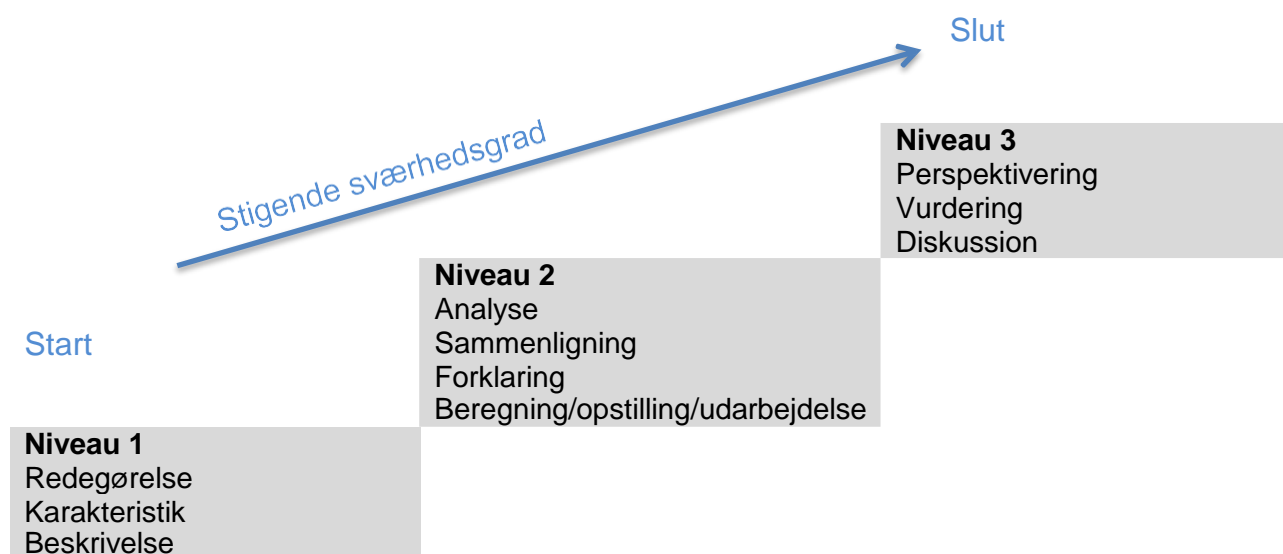 Slut
Stigende sværhedsgrad
Start
Niveau 1
Redegørelse
Karakteristik
Beskrivelse
Niveau 2
Analyse
Sammenligning
Forklaring
Beregning/opstilling/udarbejdelse
Niveau 3
Perspektivering
Vurdering
Diskussion